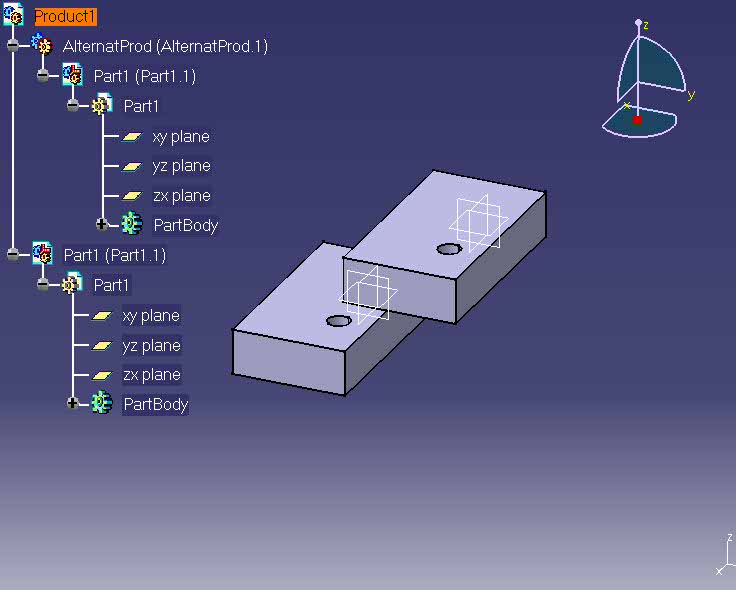 Product1
AlternatProd (AlternatProd.1)
Part1 (Part1.1)
Part1
xy plane
yz plane
zx plane
PartBody
Part1 (Part1.1)
Part1
xy plane
yz plane
zx plane
PartBody
z
y
x
z
x